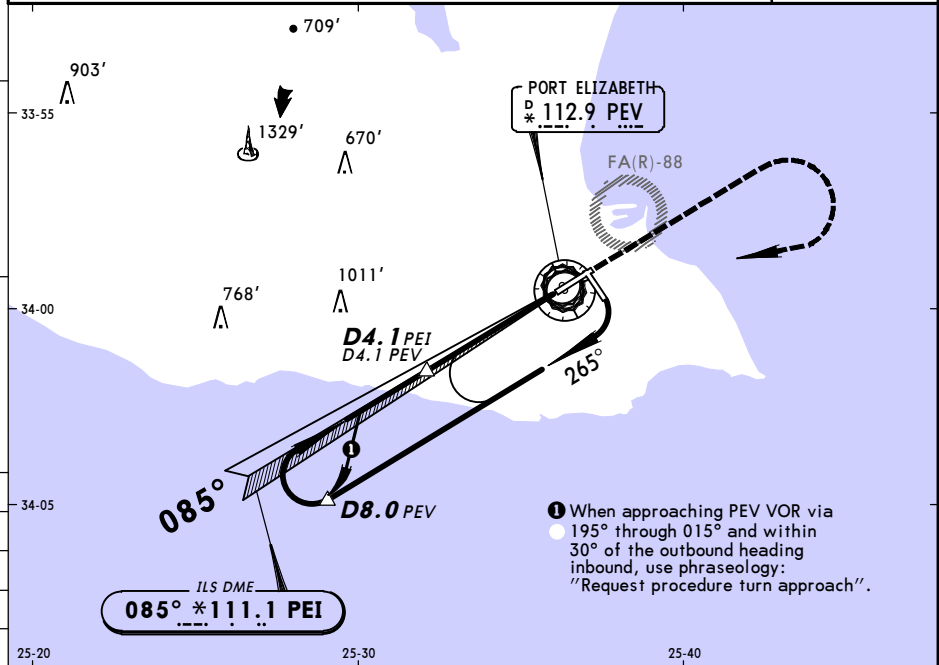 709'
903'
PORT ELIZABETH
D
* 112.9 PEV
33-55
1329'
670'
FA(R)-88
1011'
768'
34-00
D4.1 PEI
D4.1 PEV
265°
1
085°
34-05
D8.0 PEV
1 When approaching PEV VOR via
195° through 015° and within
30° of the outbound heading
inbound, use phraseology:
"Request procedure turn approach".
ILS DME
085° *111.1 PEI
25-20
25-30
25-40